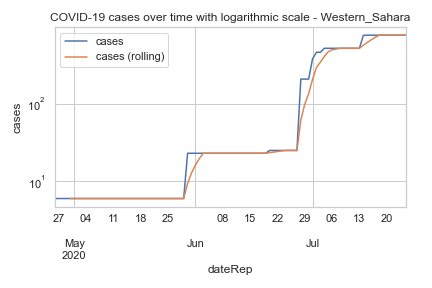 COVID-19 cases over time with logarithmic scale - Western_Sahara
cases
cases (rolling)
cases
10²
10¹
27 04 11 18 25 08 15 22 29 06 13 20
May Jun Jul
2020
dateRep